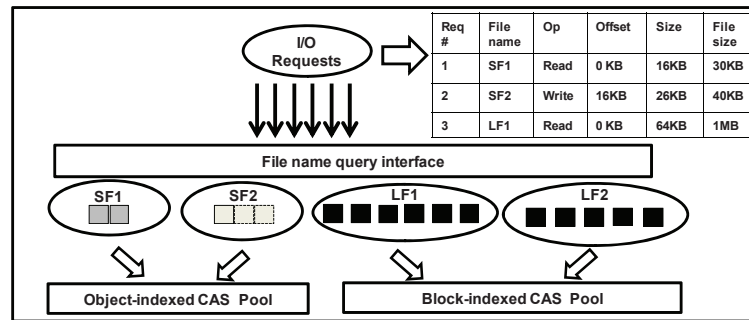 I/O
Requests
Req # File name Op Offset Size File size
1 SF1 Read 0 KB 16KB 30KB
2 SF2 Write 16KB 26KB 40KB
3 LF1 Read 0 KB 64KB 1MB
File name query interface
SF1 SF2 LF1 LF2
Object-indexed CAS Pool Block-indexed CAS Pool